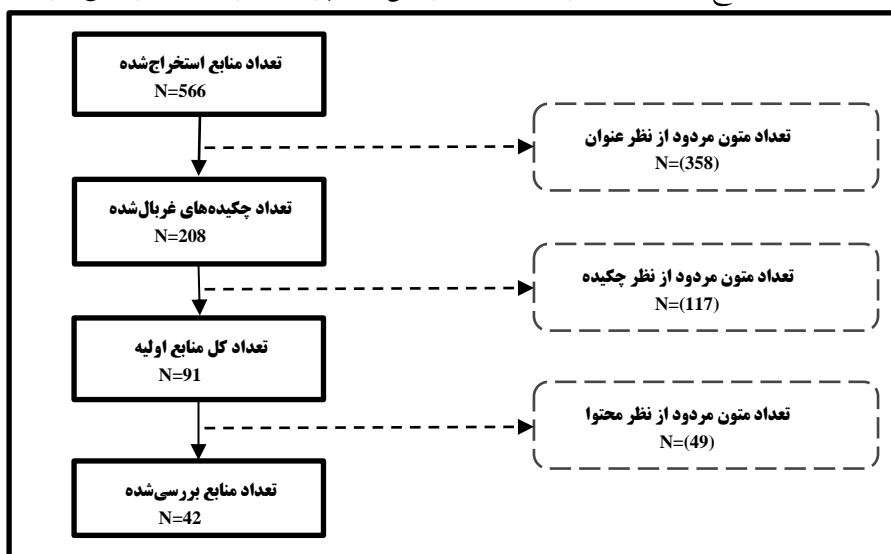 تعداد منابع استخراج‌شده
N=566
تعداد متون مردود از نظر عنوان
N=(358)
تعداد چکیده‌های غربال‌شده
N=208
تعداد متون مردود از نظر چکیده
N=(117)
تعداد کل منابع اولیه
N=91
تعداد متون مردود از نظر محتوا
N=(49)
تعداد منابع بررسی‌شده
N=42